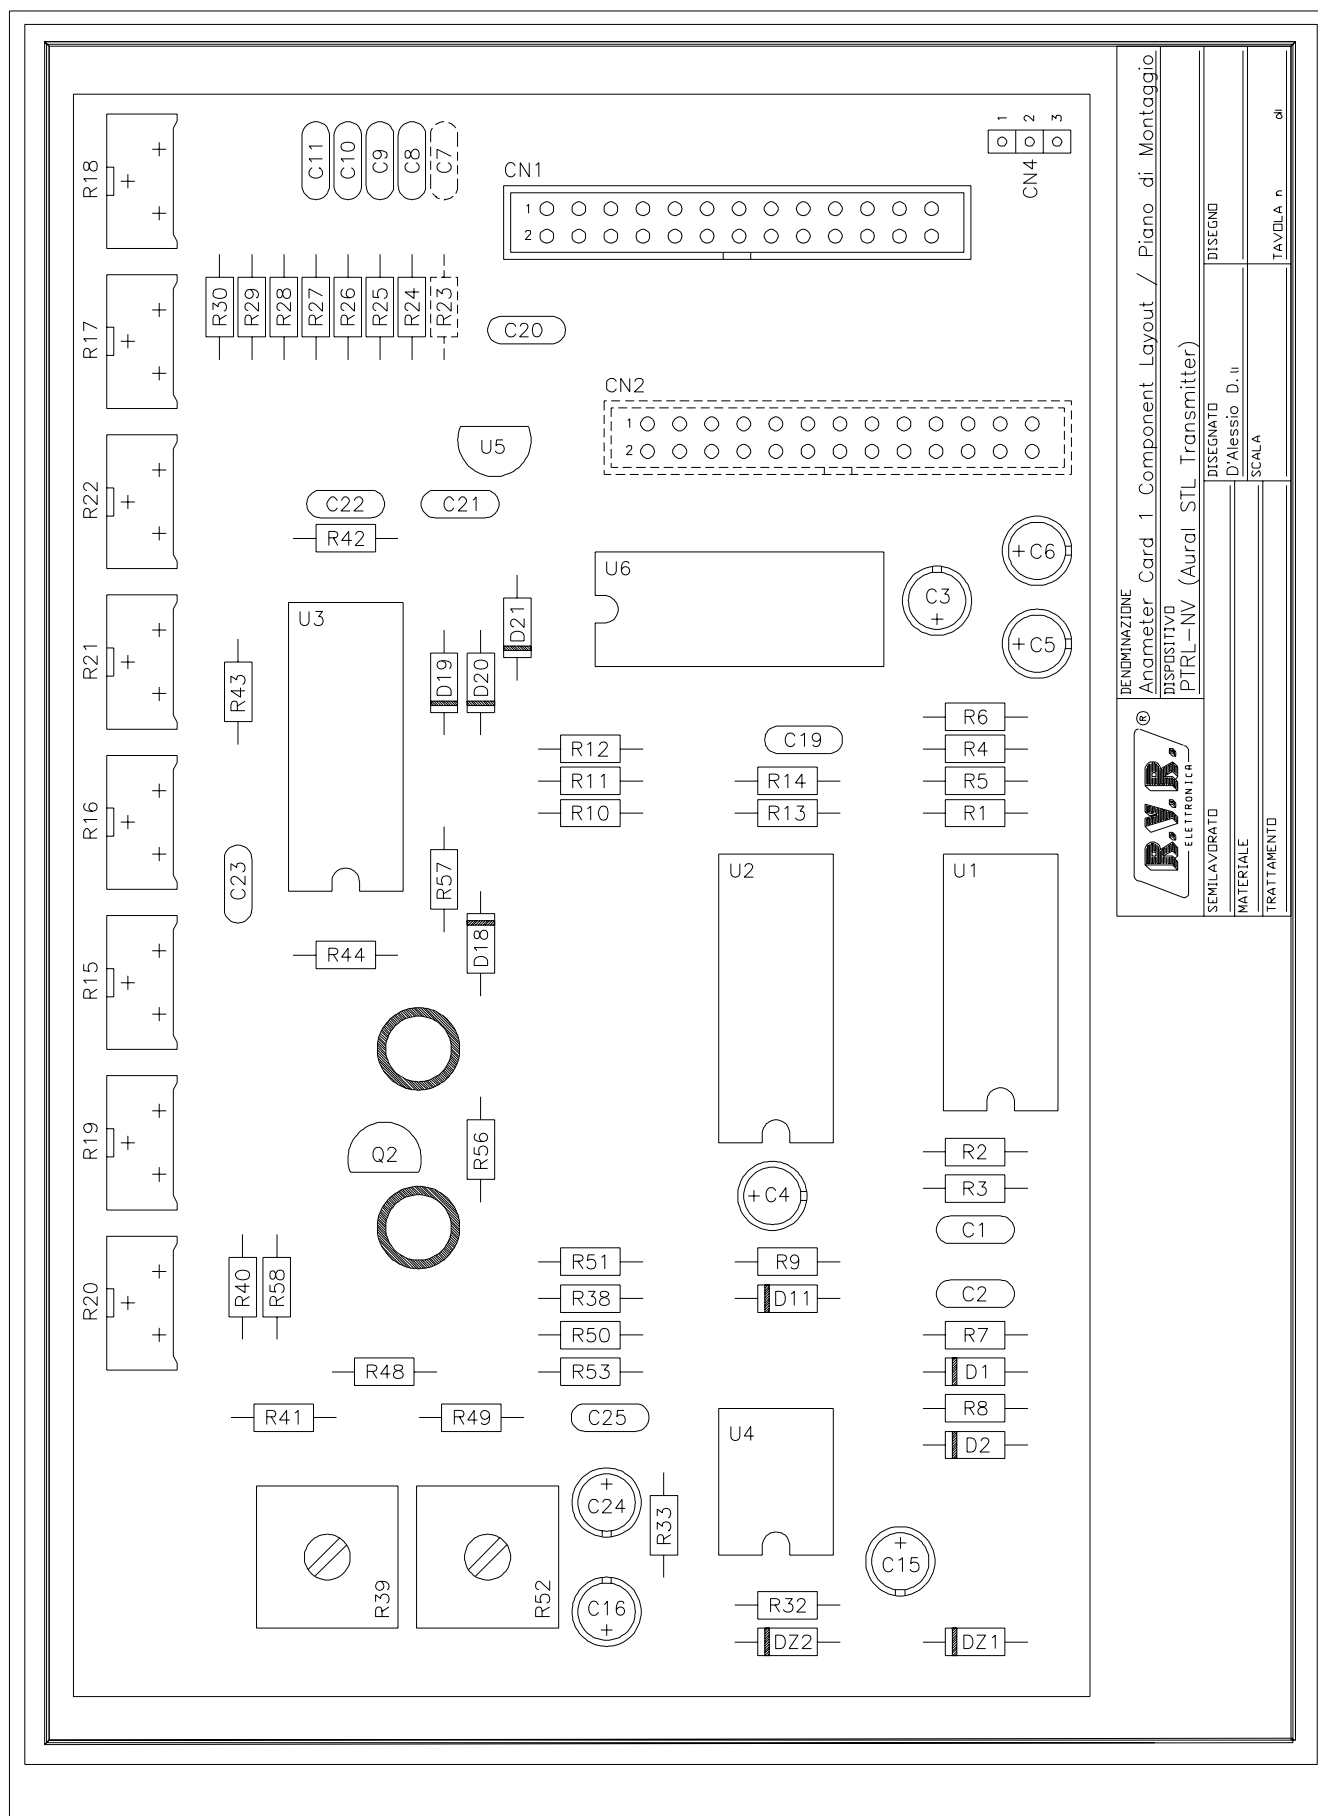 R18
C11
C10
C9
C8
C7
CN1
1
2
1
2
3
CN4
R17
R30
R29
R28
R27
R26
R25
R24
R23
C20
CN2
1
2
U5
R22
C22
C21
R42
U6
+C6
C3
+
+C5
U3
R21
R43
D19
D20
D21
R12
R11
R10
C19
R14
R13
R6
R4
R5
R1
R16
C23
R57
D18
U2
U1
R15
R44
R19
Q2
R56
+C4
R2
R3
C1
R20
R40
R58
R51
R38
R50
R53
R9
D11
C2
R7
D1
R8
D2
R48
R41
R49
C25
U4
+
C24
R33
R39
R52
C16
+
+
C15
R32
DZ2
DZ1
R.V.R. ®
ELETTRONICA
DENOMINAZIONE
Anameter Card 1 Component Layout / Piano di Montaggio
DISPOSITIVO
PTRL-NV (Aural STL Transmitter)
SEMILAVORATO
MATERIALE
TRATTAMENTO
DISEGNATO
D'Alessio D.
SCALA
DISEGNO
TAVOLA n di